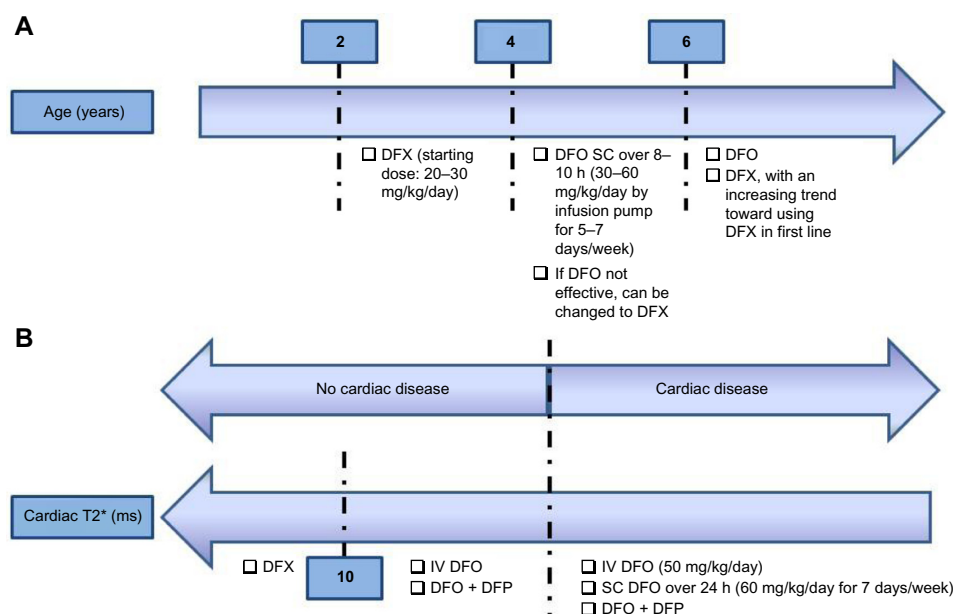 A
2
4
6
Age (years)
DFX (starting
dose: 20–30
mg/kg/day)
DFO SC over 8–
10 h (30–60
mg/kg/day by
infusion pump
for 5–7
days/week)
If DFO not
effective, can be
changed to DFX
DFO
DFX, with an
increasing trend
toward using
DFX in first line
B
No cardiac disease
Cardiac disease
Cardiac T2* (ms)
DFX
10
IV DFO
DFO + DFP
IV DFO (50 mg/kg/day)
SC DFO over 24 h (60 mg/kg/day for 7 days/week)
DFO + DFP